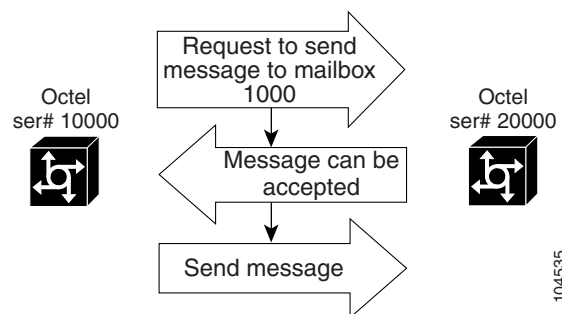 Request to send
message to mailbox
1000
Octel
ser# 10000
Octel
ser# 20000
Message can be
accepted
Send message
104535